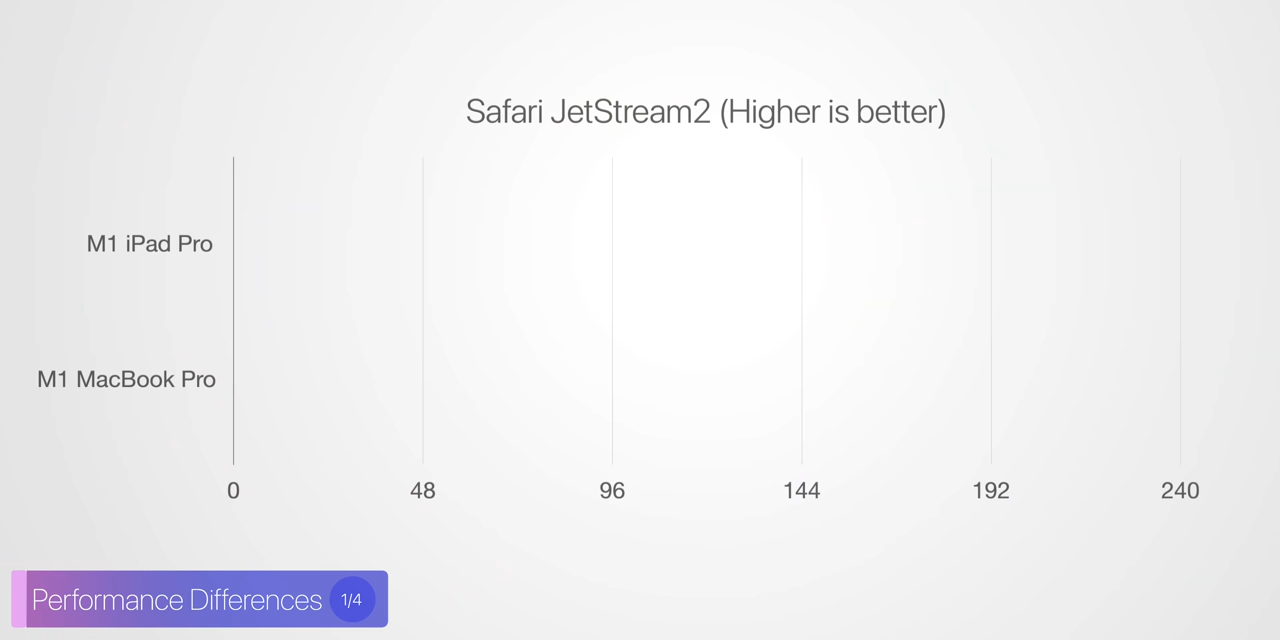 Safari JetStream2 (Higher is better)
M1 iPad Pro
M1 MacBook Pro
0 48 96 144 192 240
Performance Differences 1/4